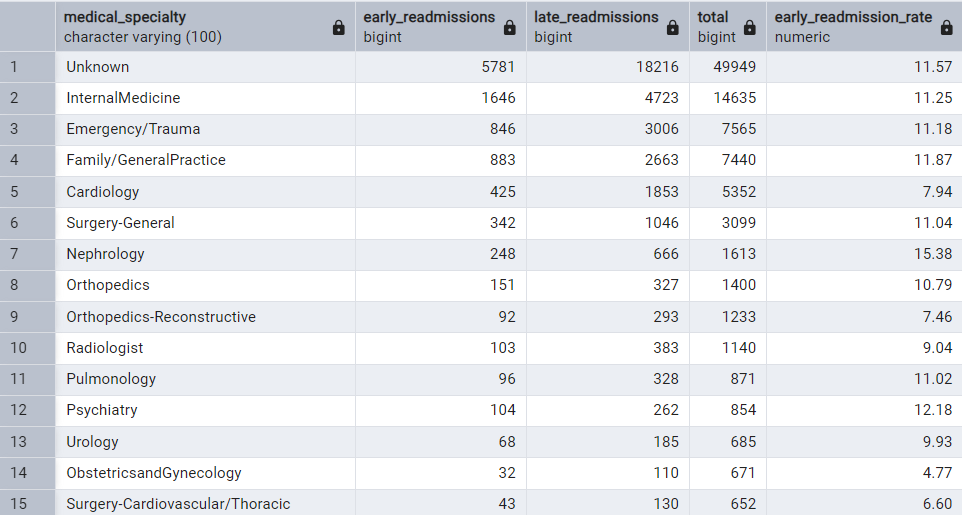 medical_specialty early_readmissions late_readmissions total early_readmission_rate
character varying (100) bigint bigint bigint numeric
1 Unknown 5781 18216 49949 11.57
2 InternalMedicine 1646 4723 14635 11.25
3 Emergency/Trauma 846 3006 7565 11.18
4 Family/GeneralPractice 883 2663 7440 11.87
5 Cardiology 425 1853 5352 7.94
6 Surgery-General 342 1046 3099 11.04
7 Nephrology 248 666 1613 15.38
8 Orthopedics 151 327 1400 10.79
9 Orthopedics-Reconstructive 92 293 1233 7.46
10 Radiologist 103 383 1140 9.04
11 Pulmonology 96 328 871 11.02
12 Psychiatry 104 262 854 12.18
13 Urology 68 185 685 9.93
14 ObstetricsandGynecology 32 110 671 4.77
15 Surgery-Cardiovascular/Thoracic 43 130 652 6.60